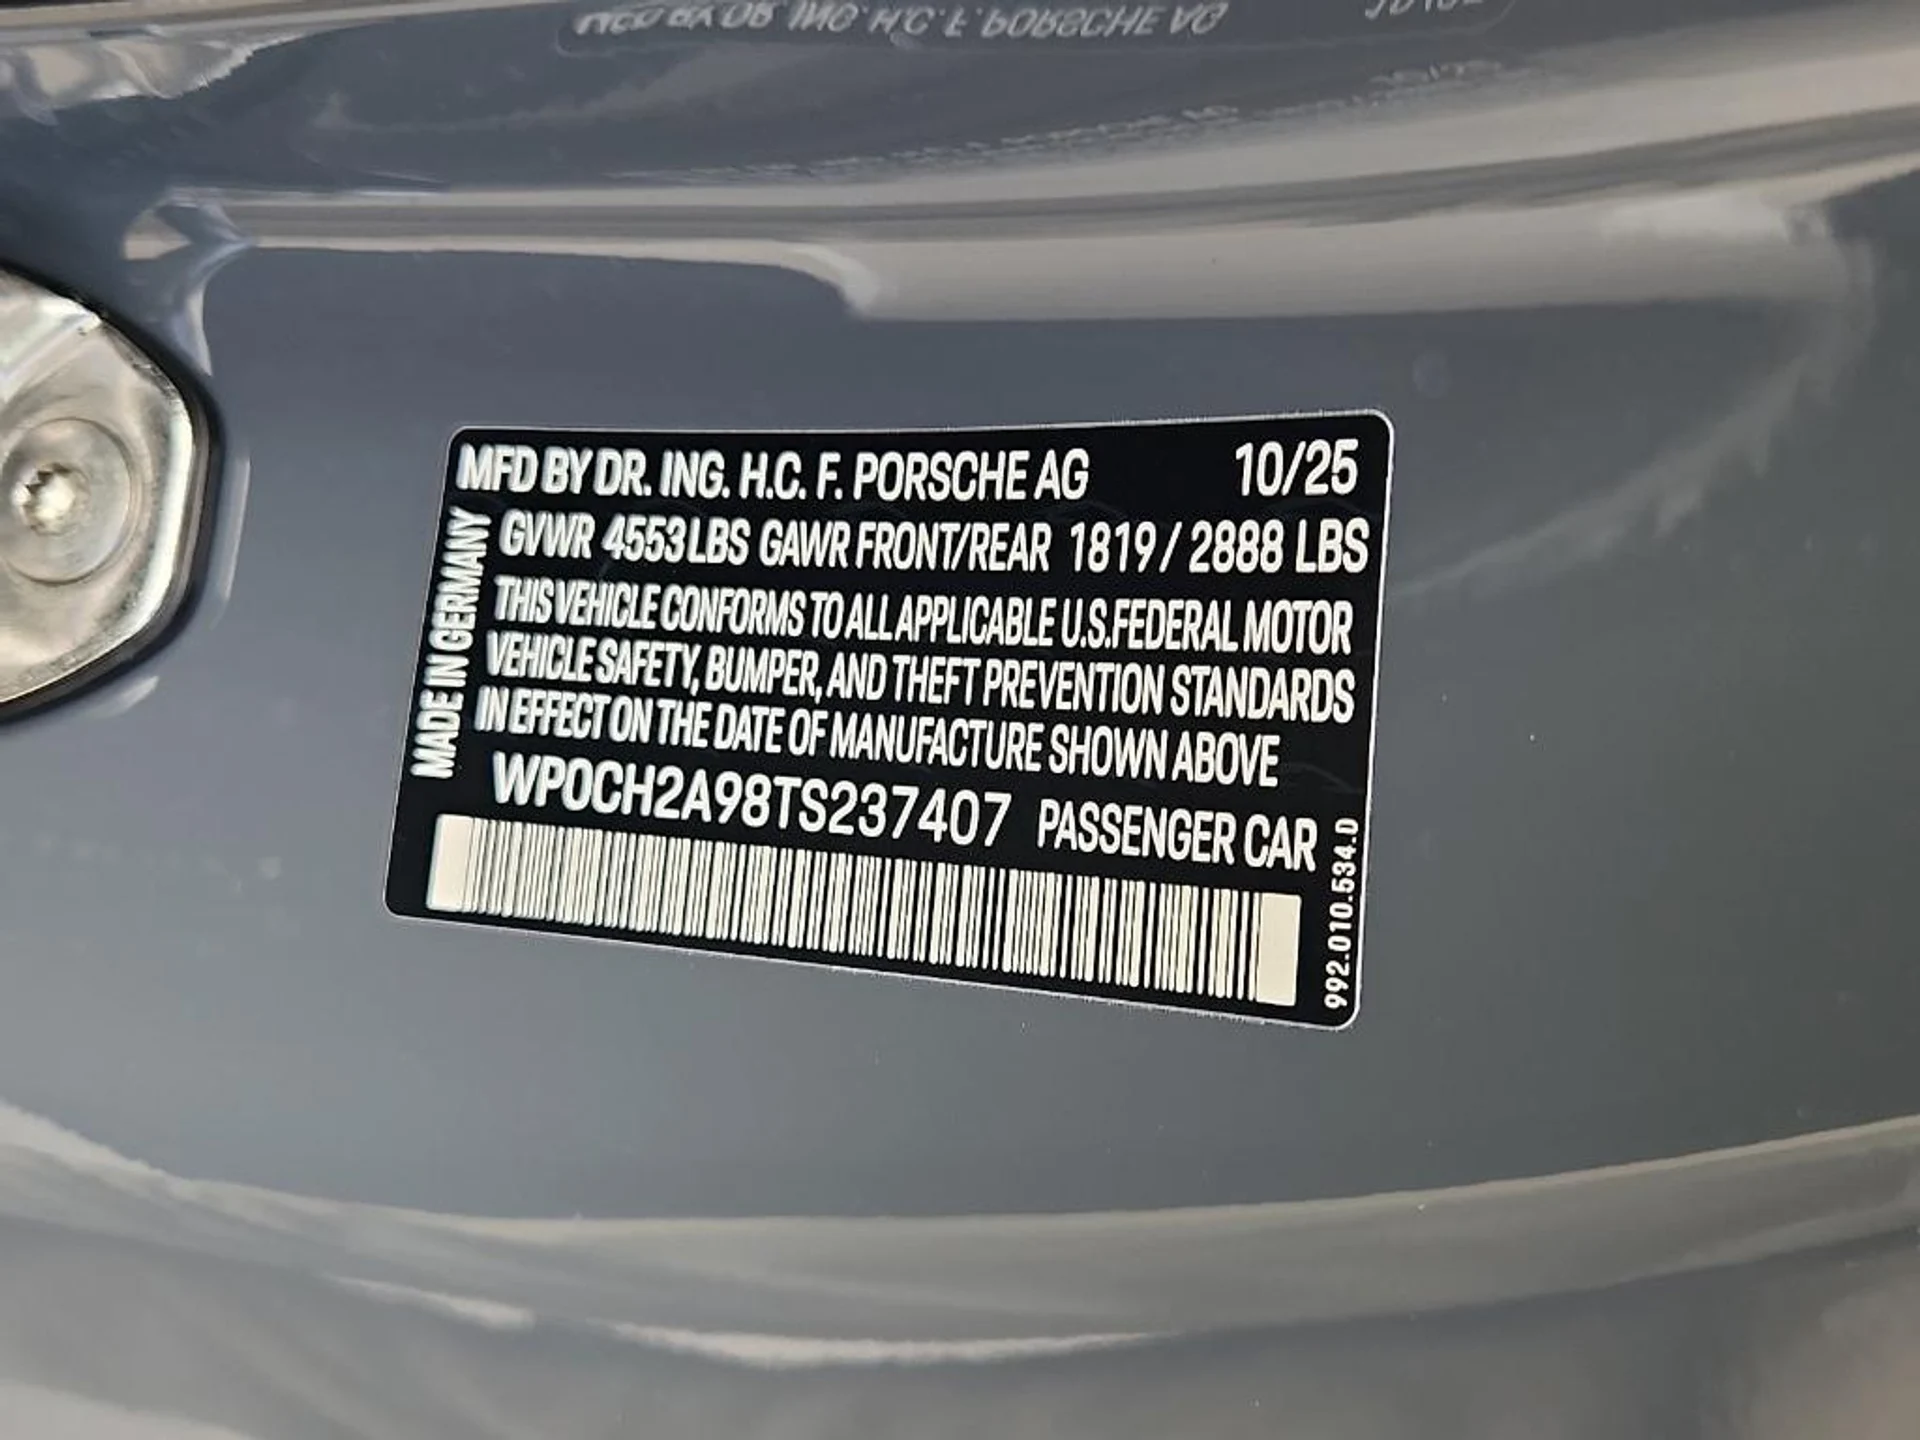 MFD BY DR. ING. H.C. F. PORSCHE AG 10/25
GVWR 4553 LBS GAWR FRONT/REAR 1819 / 2888 LBS
THIS VEHICLE CONFORMS TO ALL APPLICABLE U.S.FEDERAL MOTOR
VEHICLE SAFETY, BUMPER, AND THEFT PREVENTION STANDARDS
IN EFFECT ON THE DATE OF MANUFACTURE SHOWN ABOVE
WP0CH2A98TS237407 PASSENGER CAR
MADE IN GERMANY
992.010.534.0